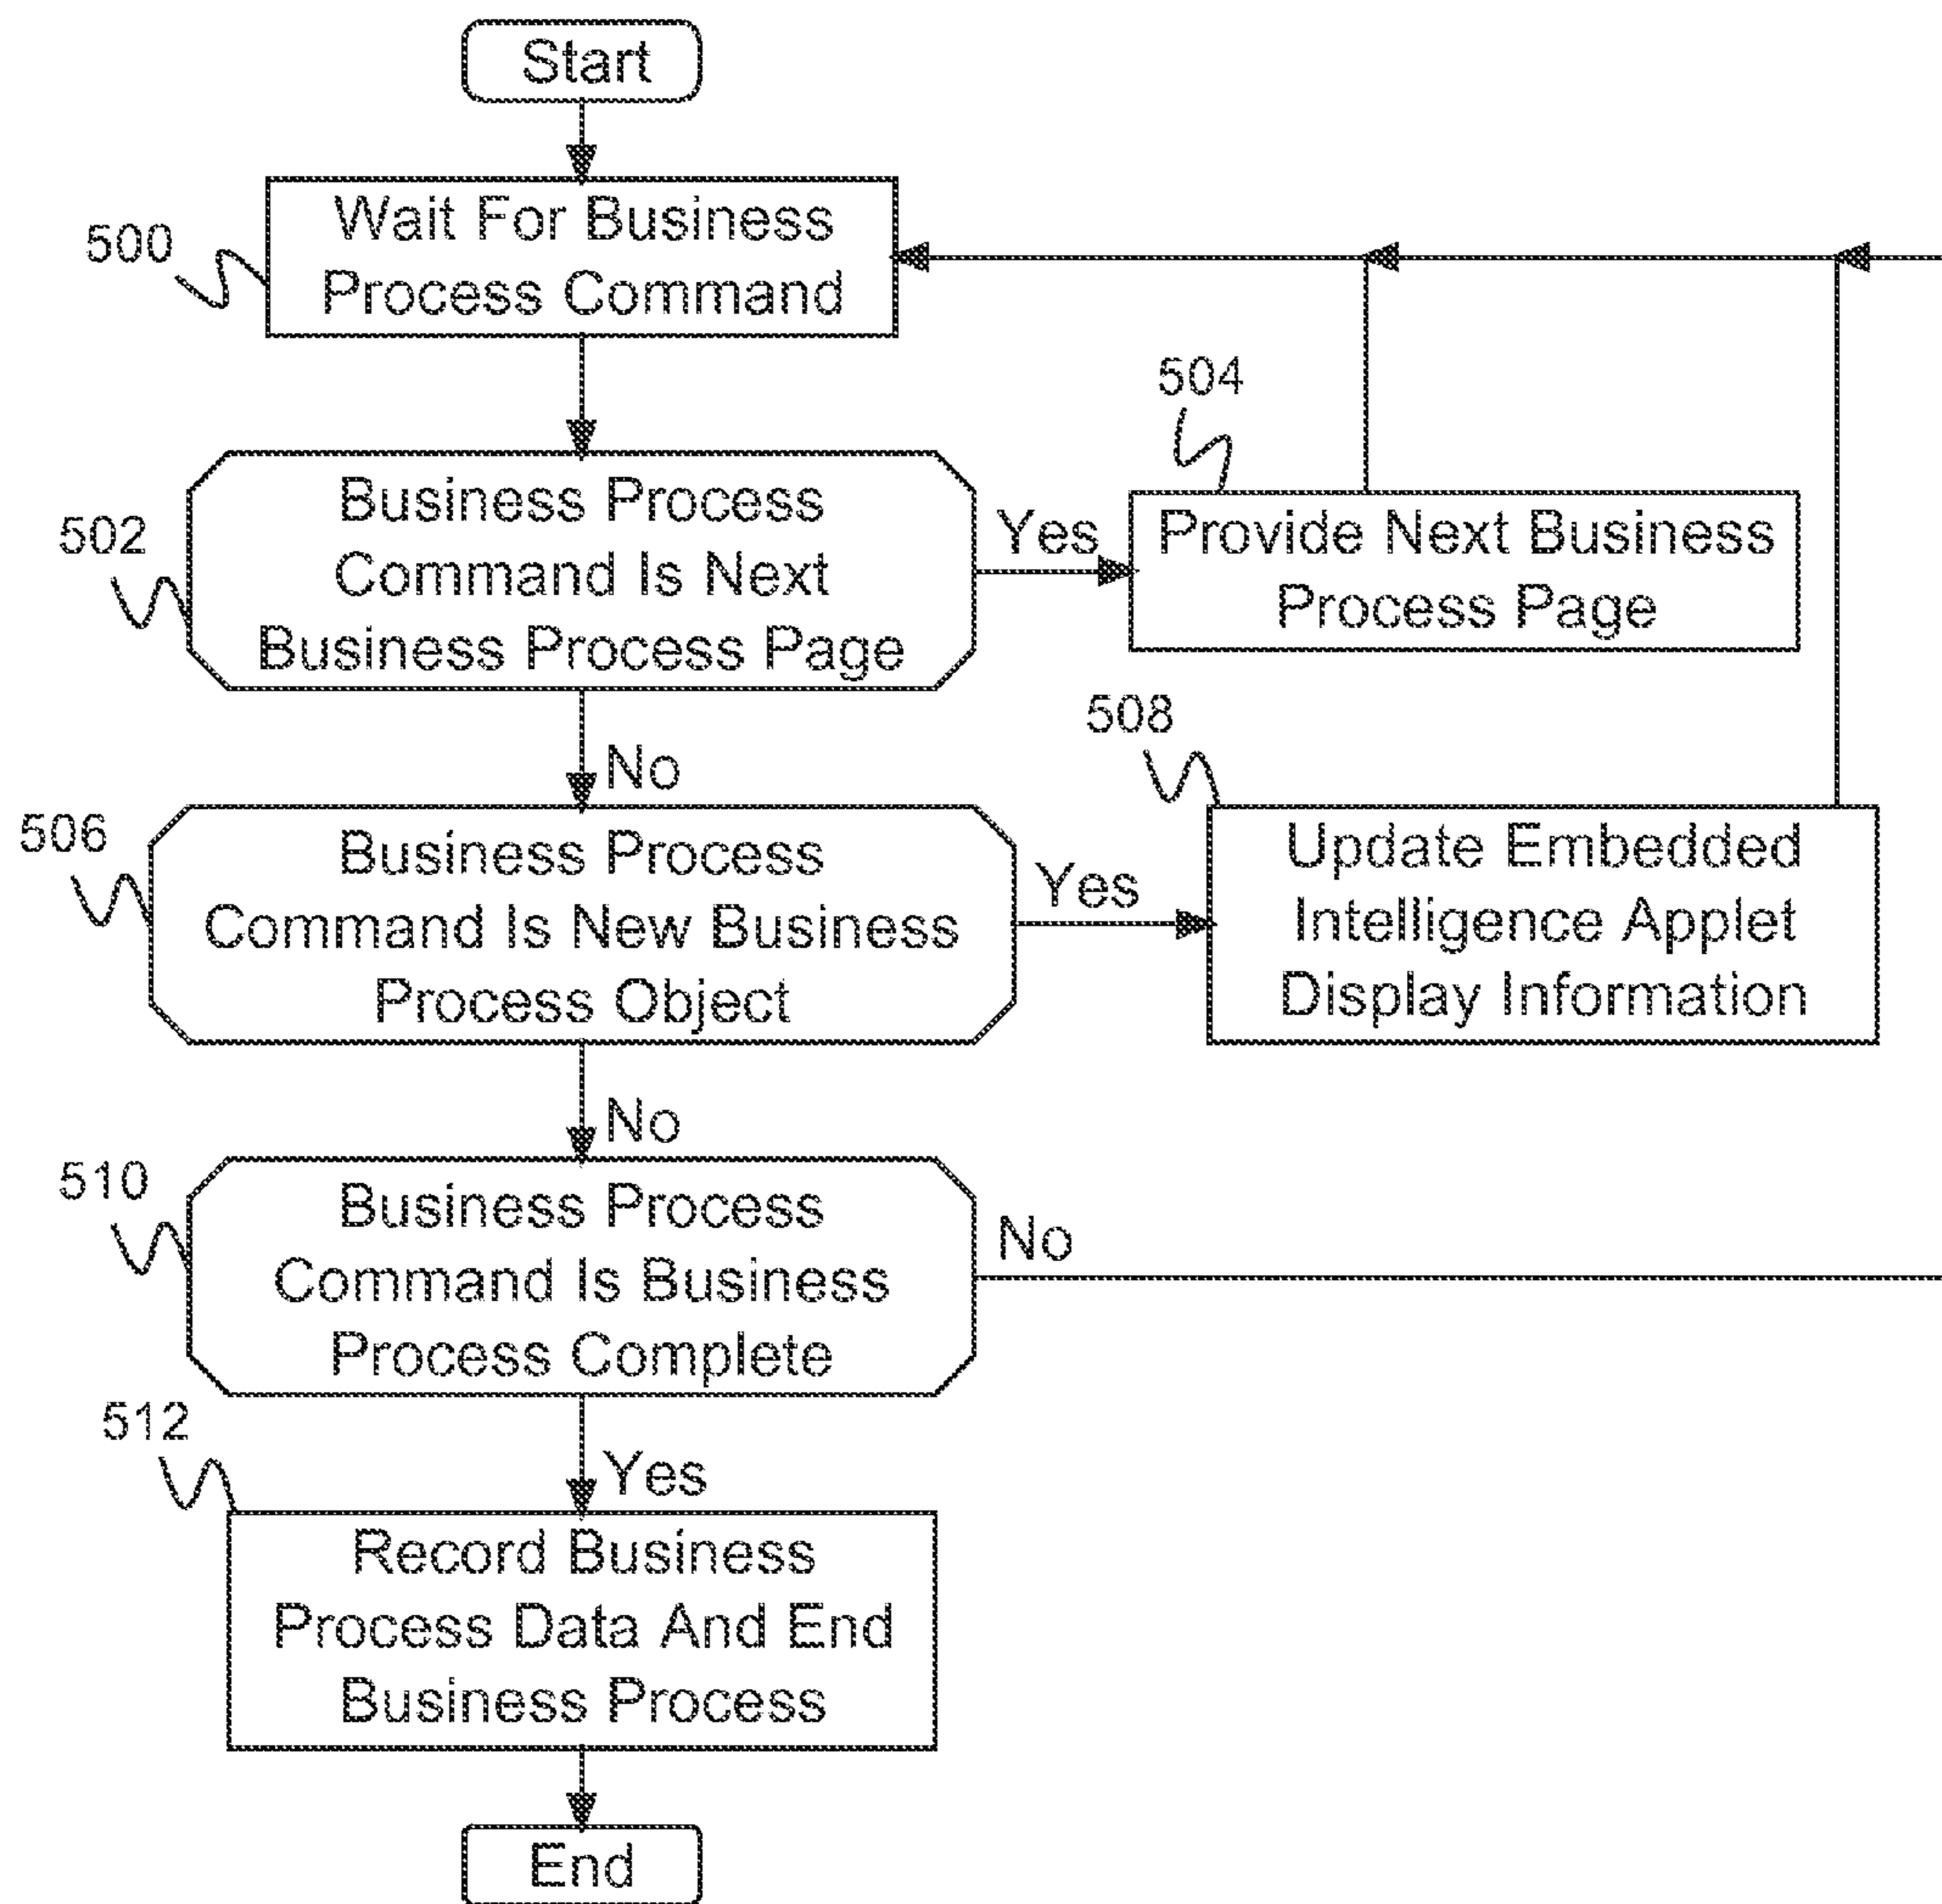 Start
Wait For Business
Process Command
500
504
Business Process
Command Is Next
Business Process Page
502
Yes
Provide Next Business
Process Page
No
508
506
Business Process
Command Is New Business
Process Object
Yes
Update Embedded
Intelligence Applet
Display Information
No
510
Business Process
Command Is Business
Process Complete
No
512
Yes
Record Business
Process Data And End
Business Process
End